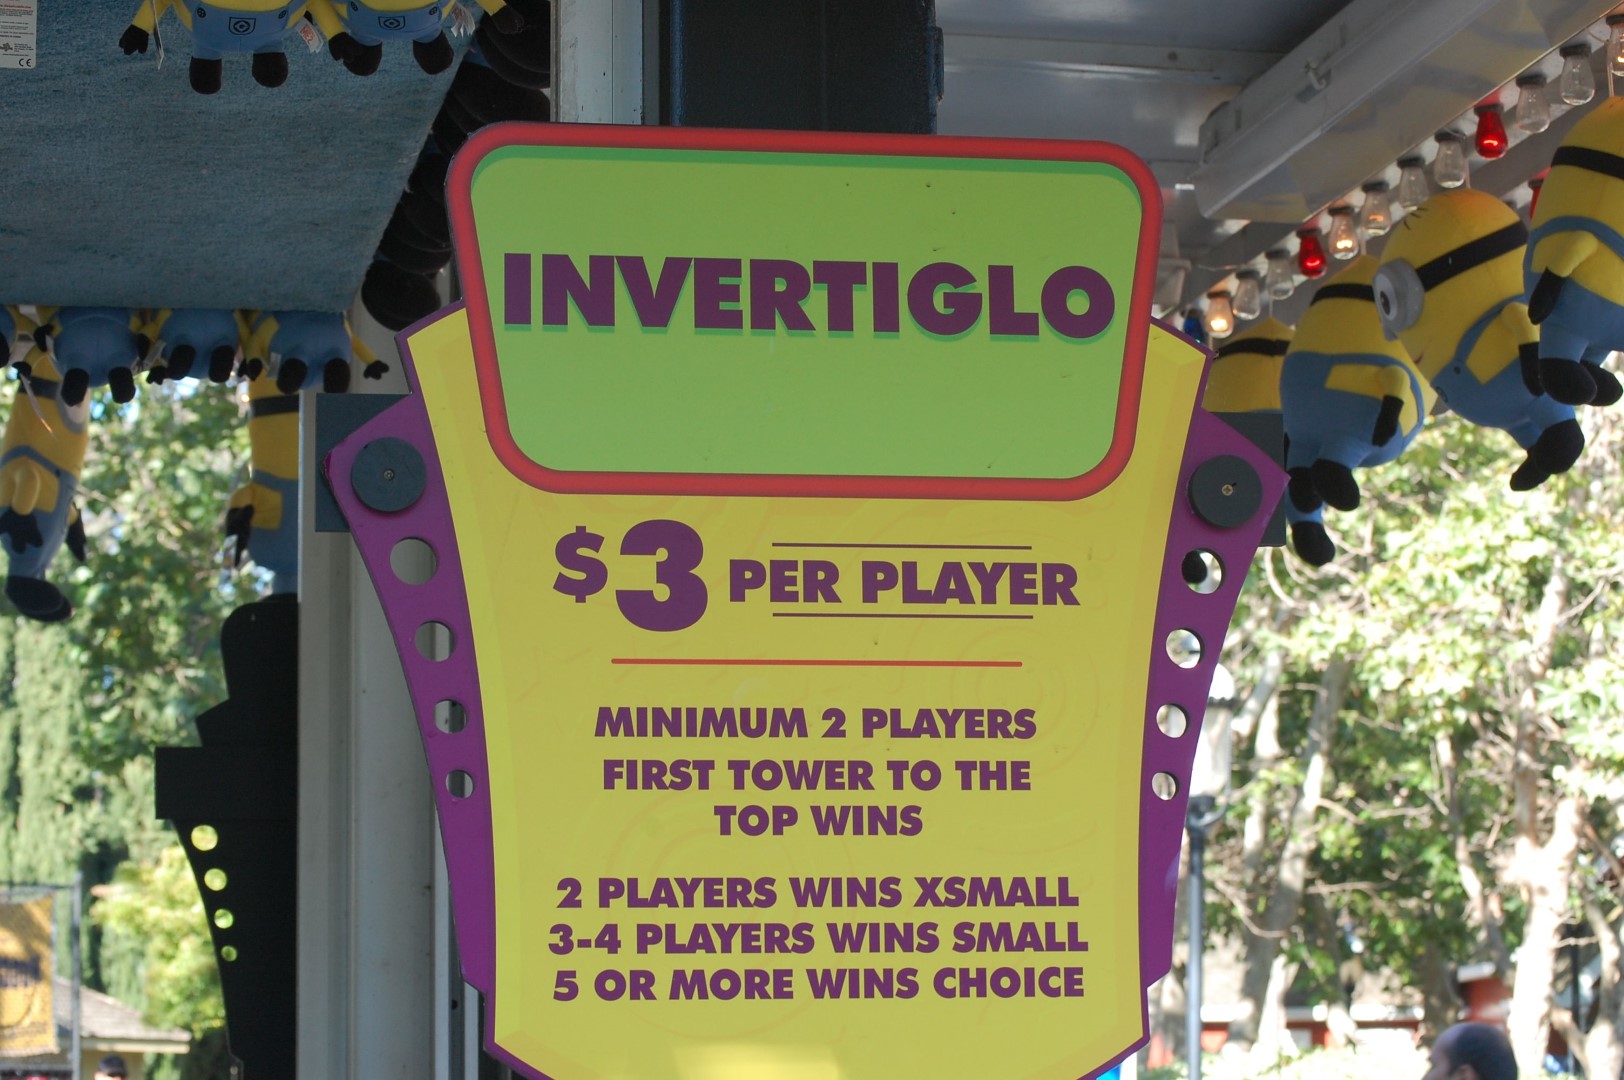 INVERTIGLO
$3 PER PLAYER
MINIMUM 2 PLAYERS
FIRST TOWER TO THE
TOP WINS
2 PLAYERS WINS XSMALL
3-4 PLAYERS WINS SMALL
5 OR MORE WINS CHOICE